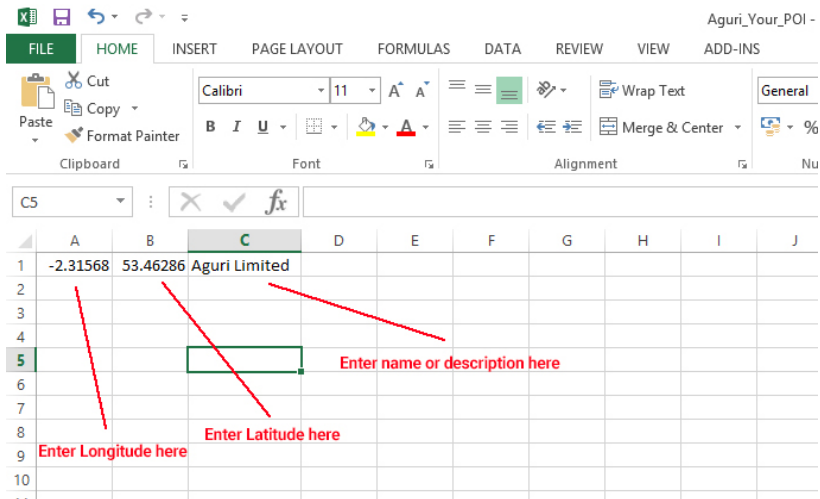 Aguri_Your_POI -
FILE HOME INSERT PAGE LAYOUT FORMULAS DATA REVIEW VIEW ADD-INS
Cut
Copy
Paste
Format Painter
Calibri 11 A A
B I U A
Wrap Text
Merge & Center
General
%
Clipboard Font Alignment Nu
C5 fx
A B C D E F G H I J
1 -2.31568 53.46286 Aguri Limited
2
3
4
5 Enter name or description here
6
7
8 Enter Latitude here
9 Enter Longitude here
10